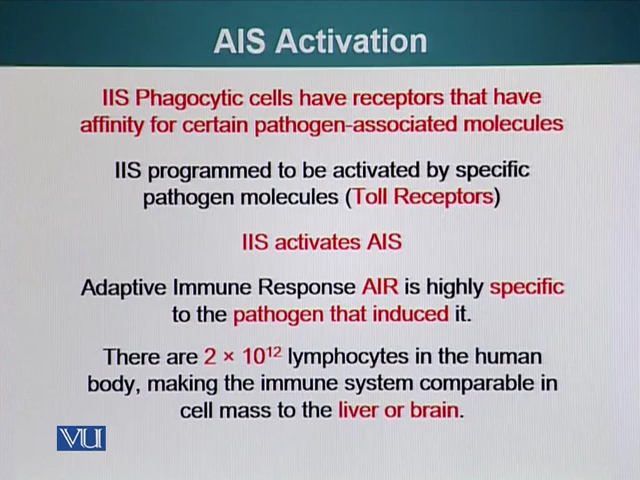 AIS Activation
IIS Phagocytic cells have receptors that have
affinity for certain pathogen-associated molecules
IIS programmed to be activated by specific
pathogen molecules (Toll Receptors)
IIS activates AIS
Adaptive Immune Response AIR is highly specific
to the pathogen that induced it.
There are 2 × 10¹² lymphocytes in the human
body, making the immune system comparable in
cell mass to the liver or brain.
VU